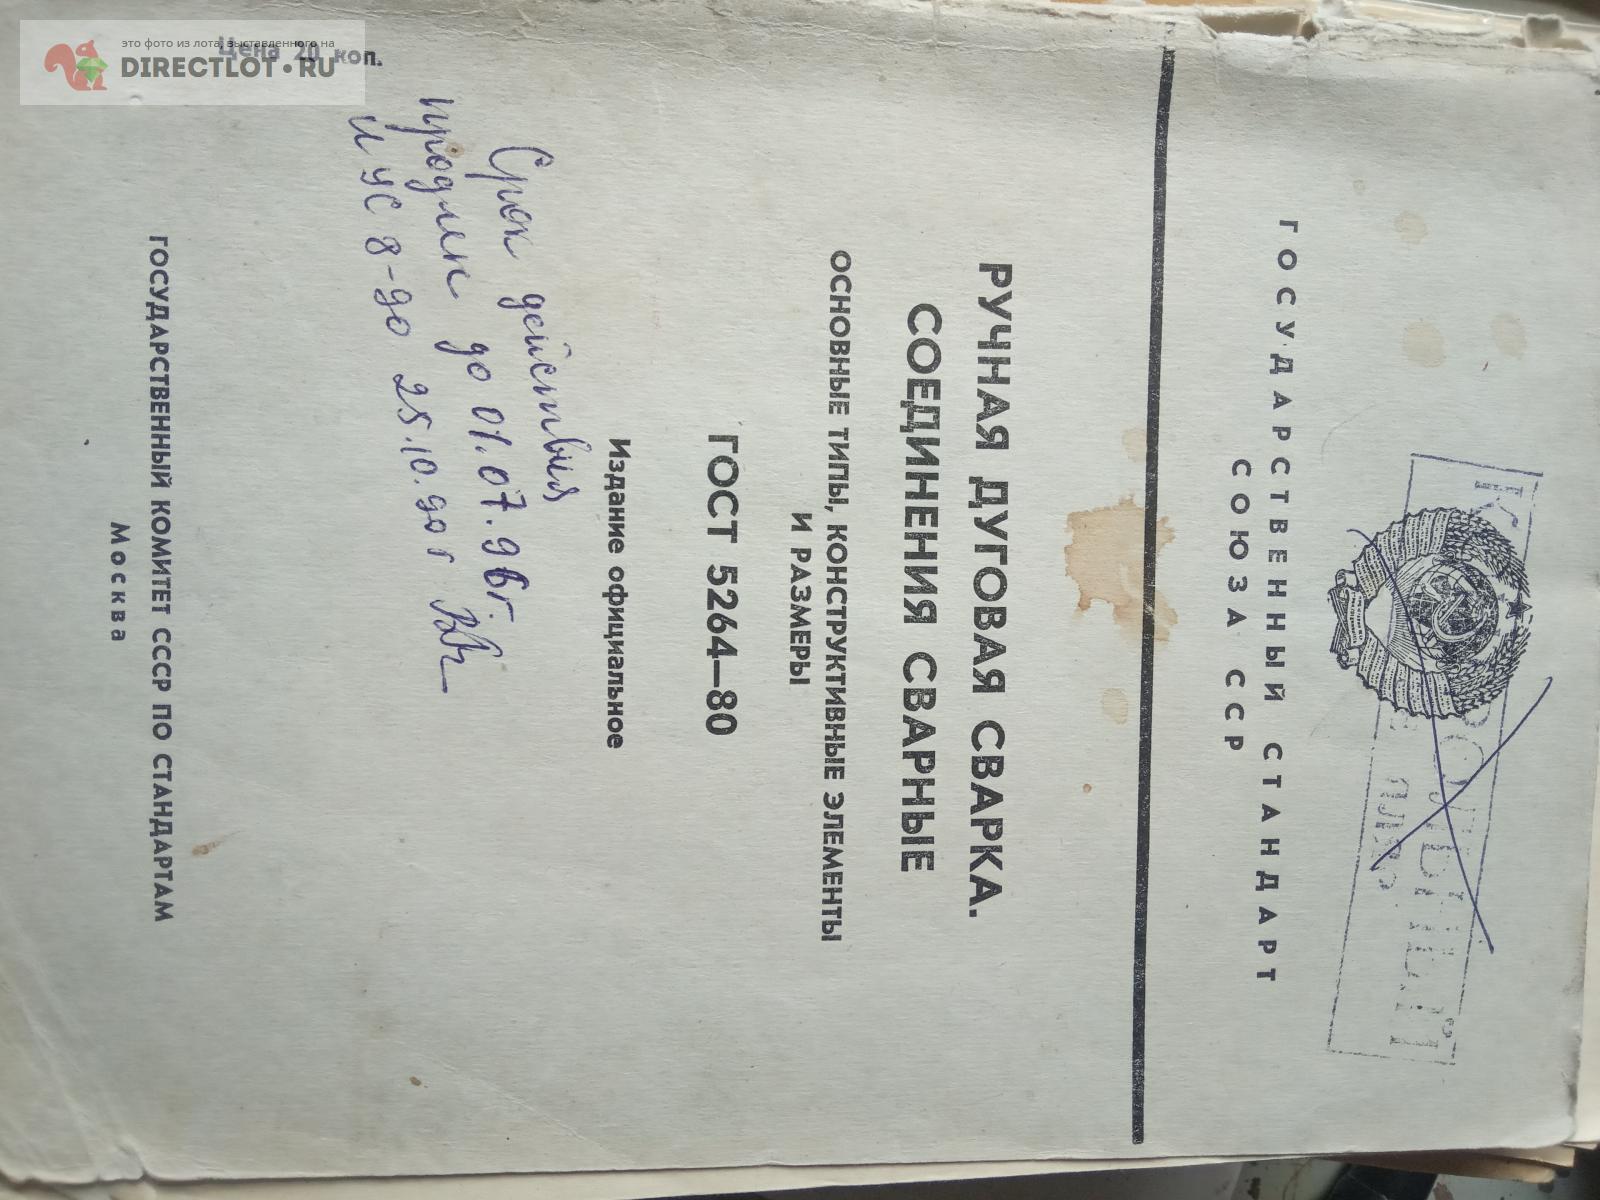 это фото из лота, выставленного на
DIRECTLOT.RU
ГОСУДАРСТВЕННЫЙ СТАНДАРТ
СОЮЗА ССР
РУЧНАЯ ДУГОВАЯ СВАРКА.
СОЕДИНЕНИЯ СВАРНЫЕ
ОСНОВНЫЕ ТИПЫ, КОНСТРУКТИВНЫЕ ЭЛЕМЕНТЫ
И РАЗМЕРЫ
ГОСТ 5264—80
Издание официальное
Срок действия
продлен до 01.07.96г.
ИУС 8-90 25.10.90г
Цена 20 коп.
ГОСУДАРСТВЕННЫЙ КОМИТЕТ СССР ПО СТАНДАРТАМ
Москва